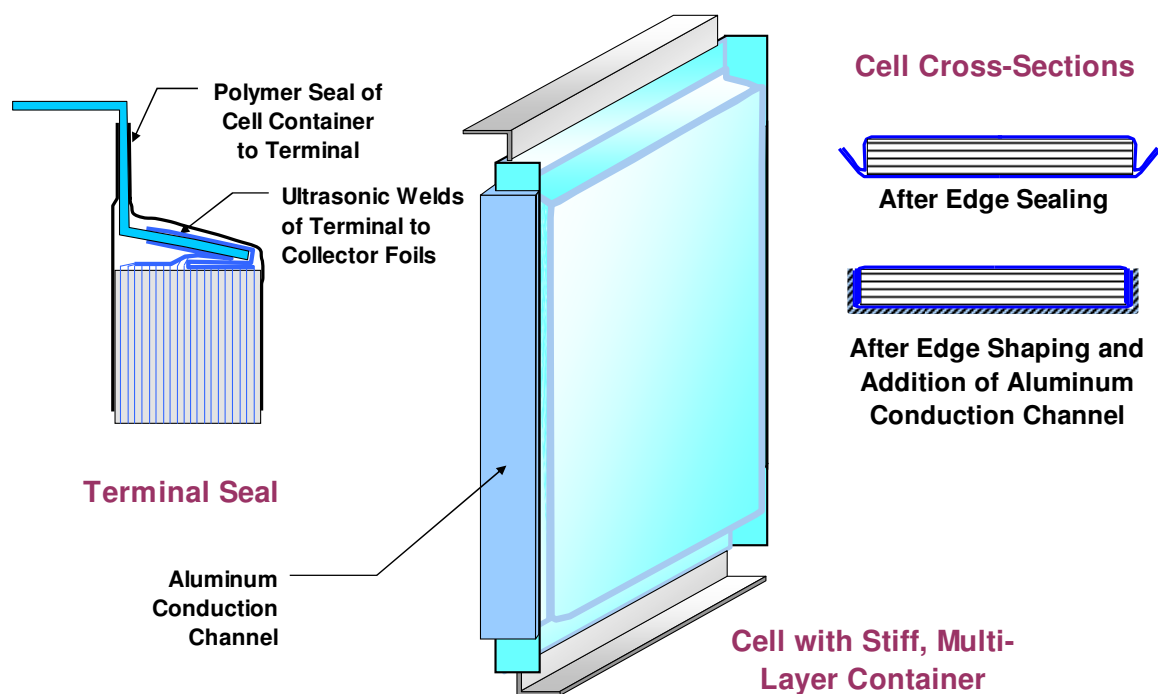 Polymer Seal of
Cell Container
to Terminal
Ultrasonic Welds
of Terminal to
Collector Foils
Terminal Seal
Aluminum
Conduction
Channel
Cell Cross-Sections
After Edge Sealing
After Edge Shaping and
Addition of Aluminum
Conduction Channel
Cell with Stiff, Multi-
Layer Container